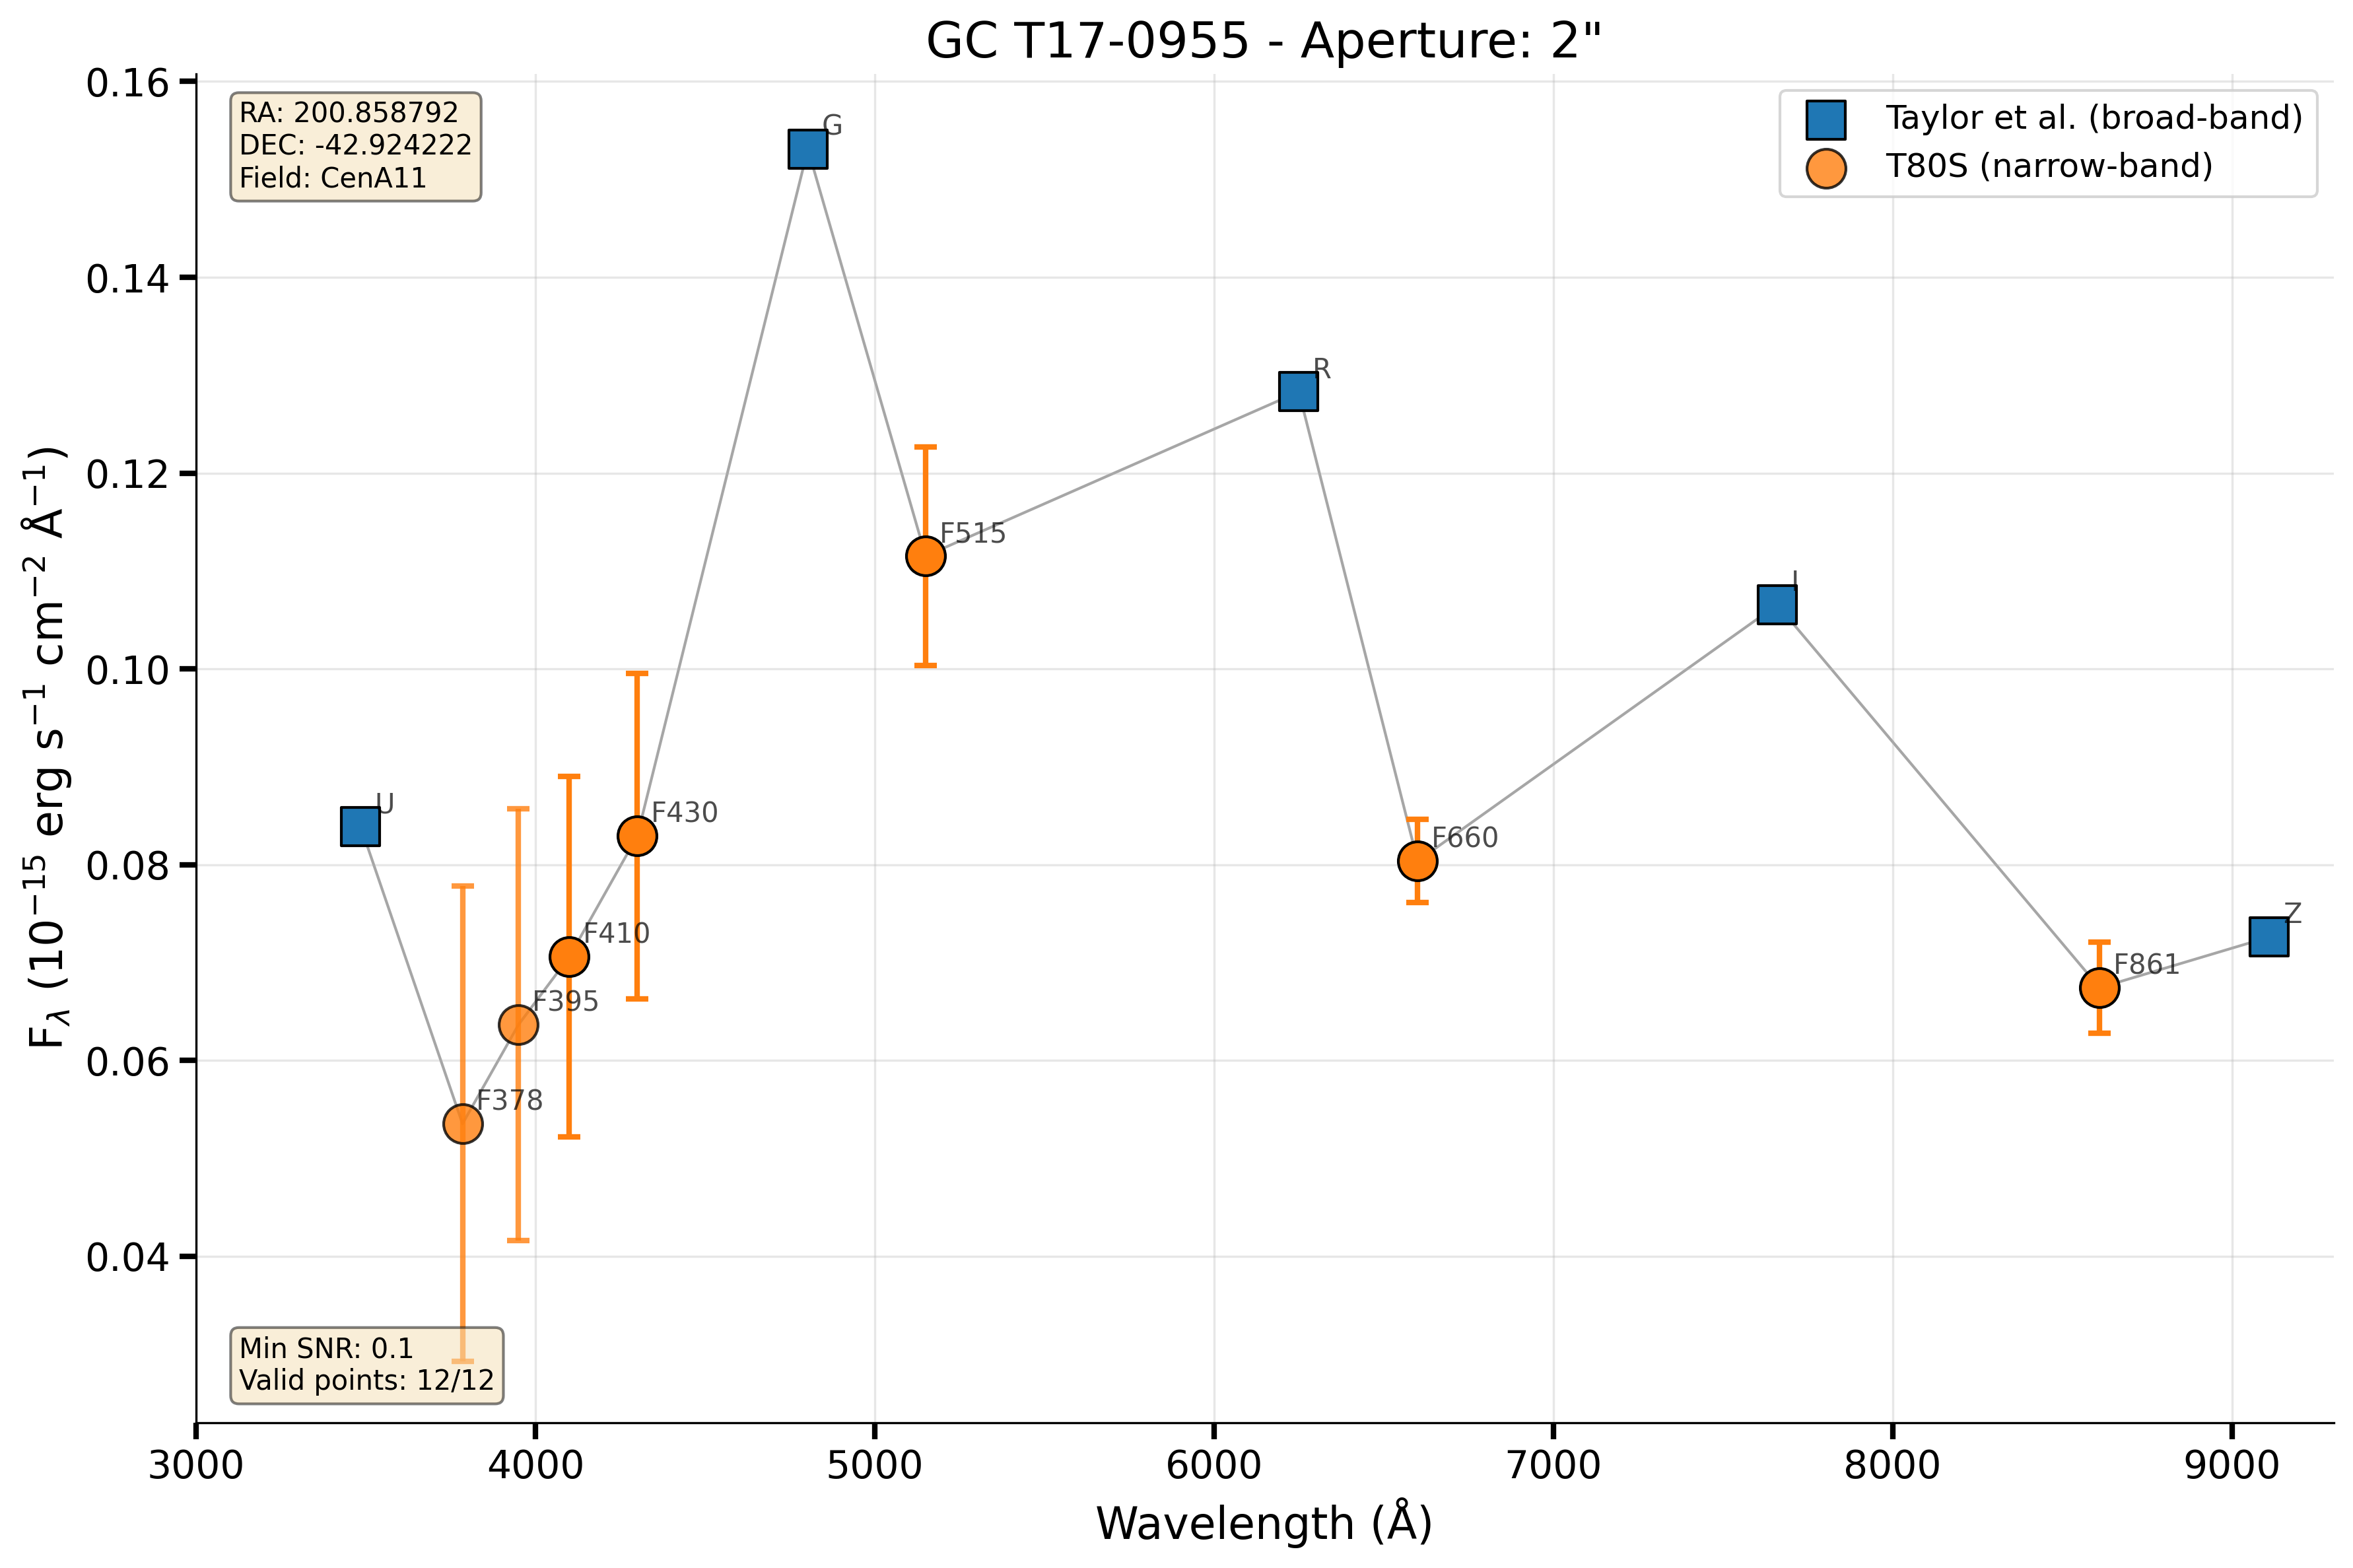 GC T17-0955 - Aperture: 2"
RA: 200.858792
DEC: -42.924222
Field: CenA11
Taylor et al. (broad-band)
T80S (narrow-band)
0.16
0.14
0.12
0.10
0.08
0.06
0.04
F_λ (10⁻¹⁵ erg s⁻¹ cm⁻² Å⁻¹)
U
F378
F395
F410
F430
G
F515
R
F660
I
F861
Z
Min SNR: 0.1
Valid points: 12/12
3000 4000 5000 6000 7000 8000 9000
Wavelength (Å)